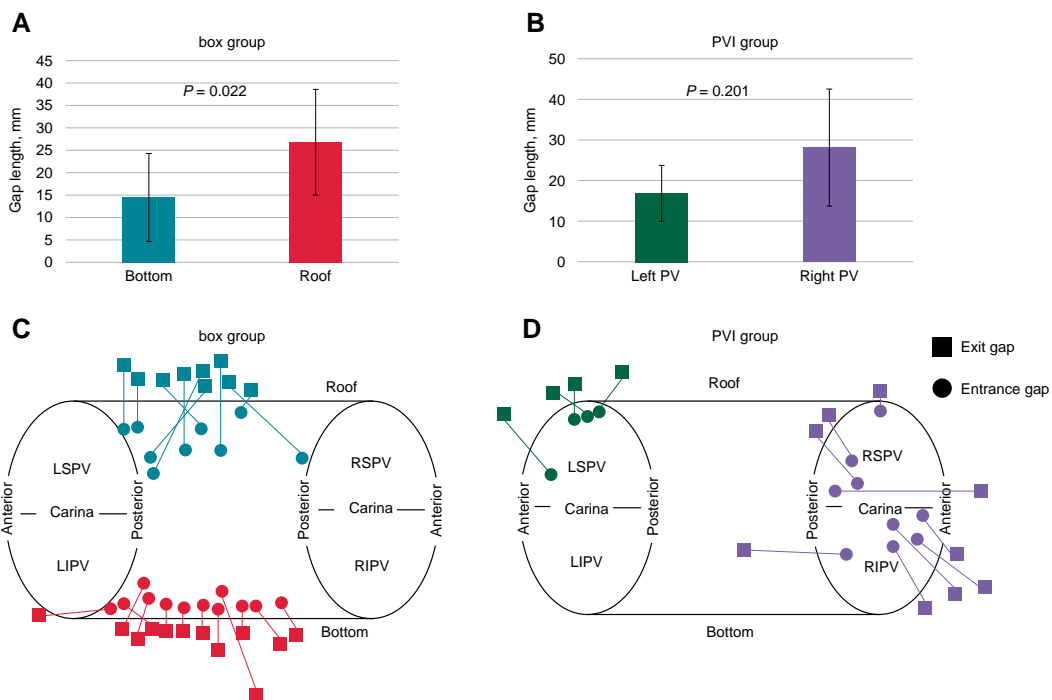 A
box group
Gap length, mm
45
40
35
30
25
20
15
10
5
0
P = 0.022
Bottom
Roof
B
PVI group
Gap length, mm
50
40
30
20
10
0
P = 0.201
Left PV
Right PV
C
box group
Roof
LSPV
RSPV
Anterior
Carina
Posterior
Posterior
Carina
Anterior
LIPV
RIPV
Bottom
D
PVI group
Exit gap
Entrance gap
Roof
LSPV
RSPV
Anterior
Carina
Posterior
Posterior
Carina
Anterior
LIPV
RIPV
Bottom